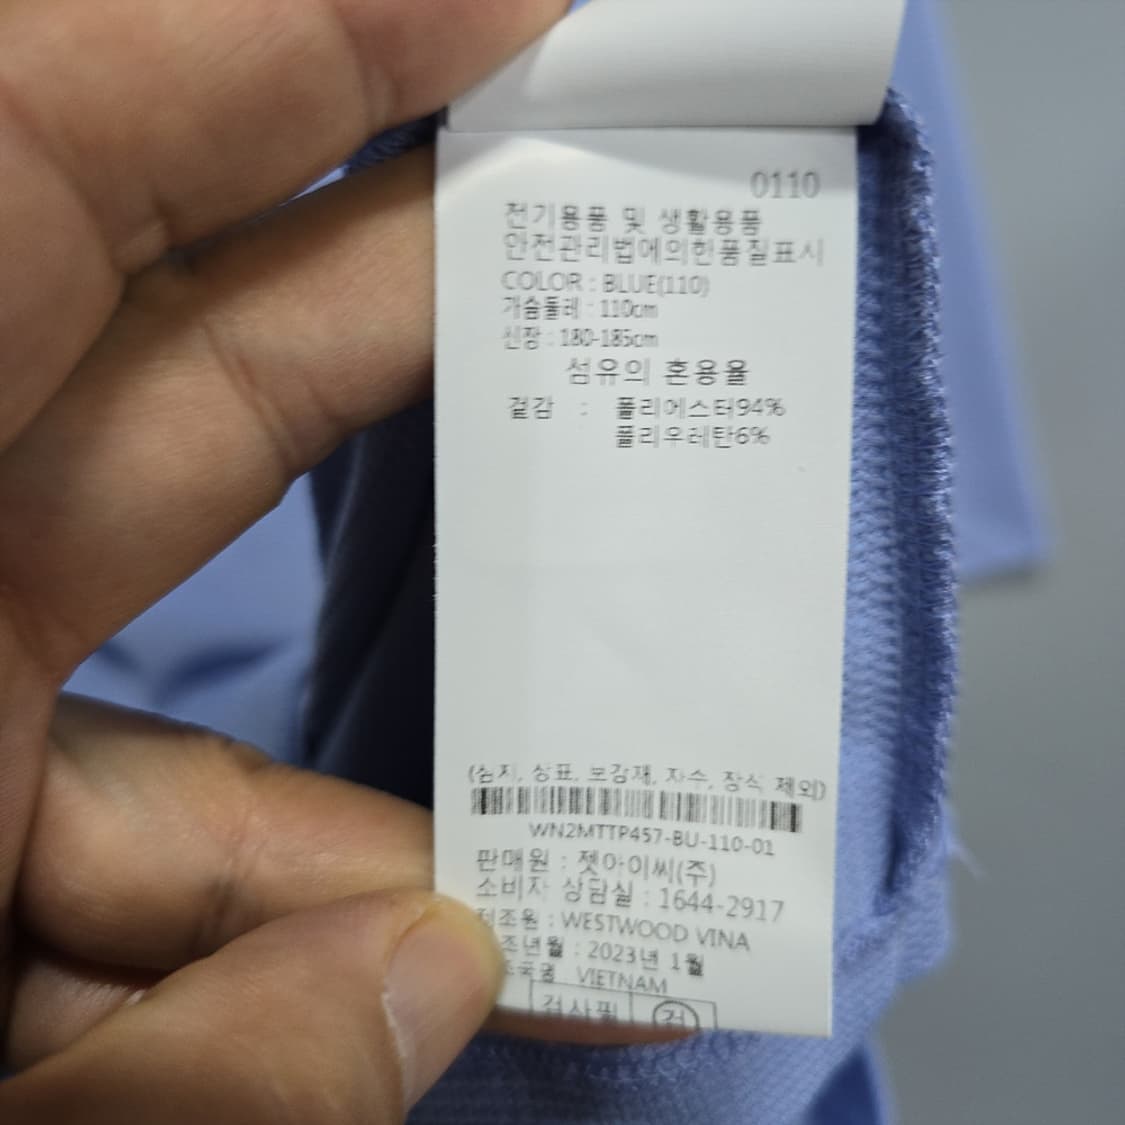 0110
전기용품 및 생활용품
안전관리법에의한품질표시
COLOR : BLUE(110)
가슴둘레 : 110cm
신장 : 180-185cm
섬유의 혼용율
겉감 : 폴리에스터94%
폴리우레탄6%
(심지, 상표, 보강재, 자수, 장식 제외)
WN2MTTP457-BU-110-01
판매원 : 젯아이씨(주)
소비자 상담실 : 1644-2917
제조원 : WESTWOOD VINA
조년월 : 2023년 1월
조국명 VIETNAM
검사필 검